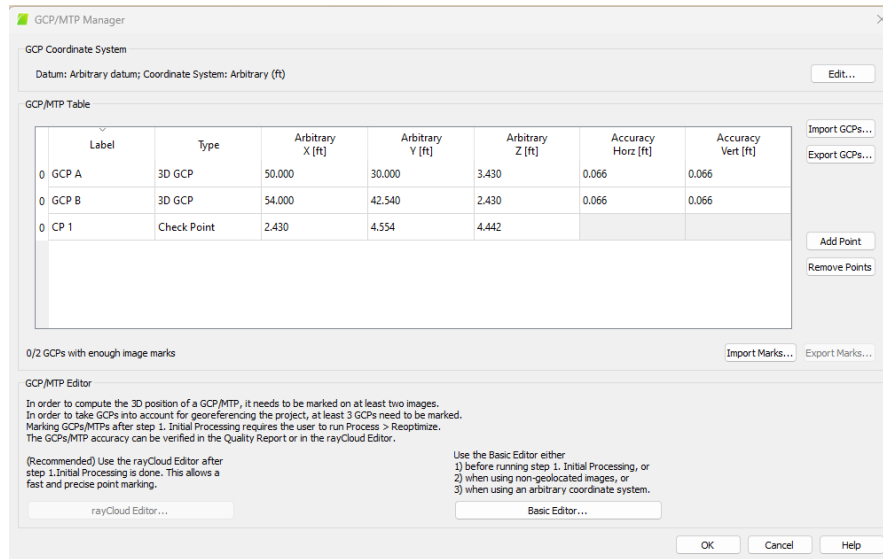 GCP/MTP Manager
GCP Coordinate System
Datum: Arbitrary datum; Coordinate System: Arbitrary (ft)
Edit...
GCP/MTP Table
Label Type Arbitrary X [ft] Arbitrary Y [ft] Arbitrary Z [ft] Accuracy Horz [ft] Accuracy Vert [ft]
0 GCP A 3D GCP 50.000 30.000 3.430 0.066 0.066
0 GCP B 3D GCP 54.000 42.540 2.430 0.066 0.066
0 CP 1 Check Point 2.430 4.554 4.442
Import GCPs...
Export GCPs...
Add Point
Remove Points
0/2 GCPs with enough image marks
Import Marks... Export Marks...
GCP/MTP Editor
In order to compute the 3D position of a GCP/MTP, it needs to be marked on at least two images.
In order to take GCPs into account for georeferencing the project, at least 3 GCPs need to be marked.
Marking GCPs/MTPs after step 1. Initial Processing requires the user to run Process > Reoptimize.
The GCPs/MTP accuracy can be verified in the Quality Report or in the rayCloud Editor.
(Recommended) Use the rayCloud Editor after
step 1.Initial Processing is done. This allows a
fast and precise point marking.
rayCloud Editor...
Use the Basic Editor either
1) before running step 1. Initial Processing, or
2) when using non-geolocated images, or
3) when using an arbitrary coordinate system.
Basic Editor...
OK Cancel Help